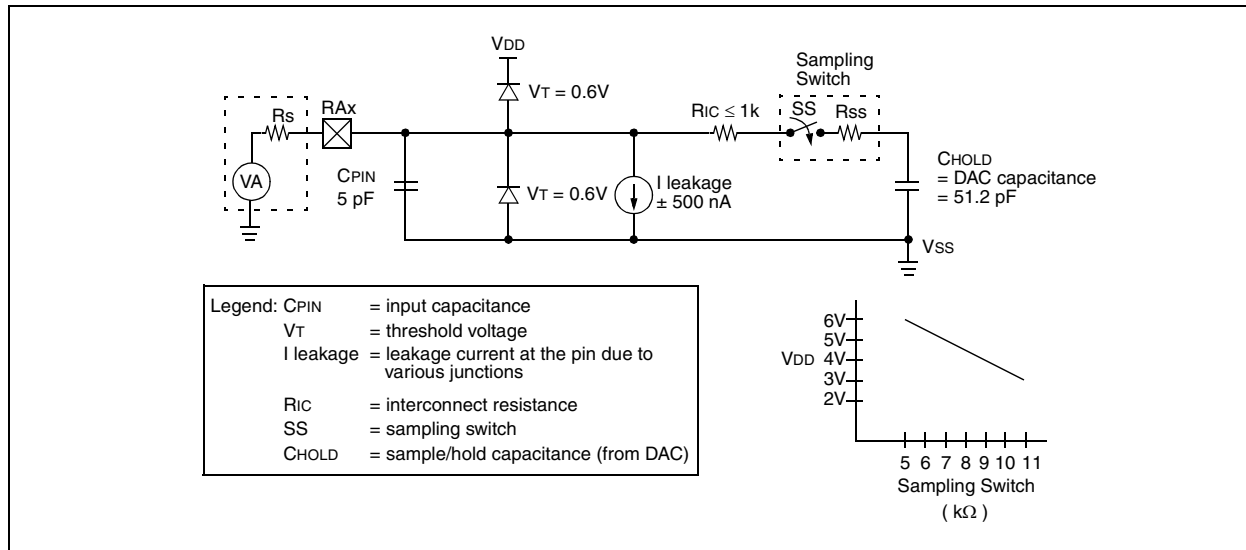 VDD
Sampling
Switch
VT = 0.6V
RAx
Rs
RIC ≤ 1k
SS
Rss
VA
CPIN
5 pF
VT = 0.6V
I leakage
± 500 nA
CHOLD
= DAC capacitance
= 51.2 pF
VSS
Legend: CPIN = input capacitance
VT = threshold voltage
I leakage = leakage current at the pin due to
various junctions
RIC = interconnect resistance
SS = sampling switch
CHOLD = sample/hold capacitance (from DAC)
6V
5V
VDD 4V
3V
2V
5 6 7 8 9 10 11
Sampling Switch
( kΩ )